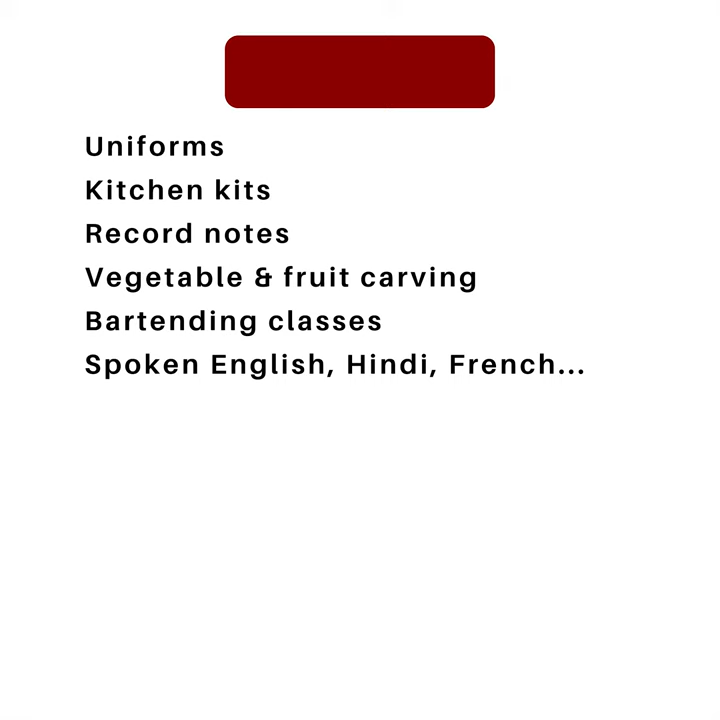 Uniforms
Kitchen kits
Record notes
Vegetable & fruit carving
Bartending classes
Spoken English, Hindi, French...